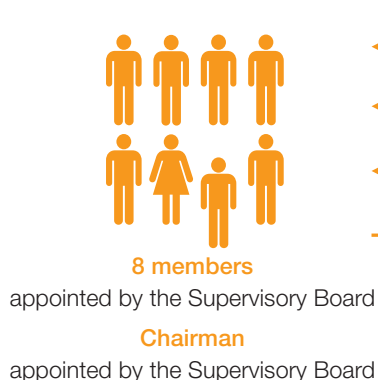 8 members
appointed by the Supervisory Board
Chairman
appointed by the Supervisory Board